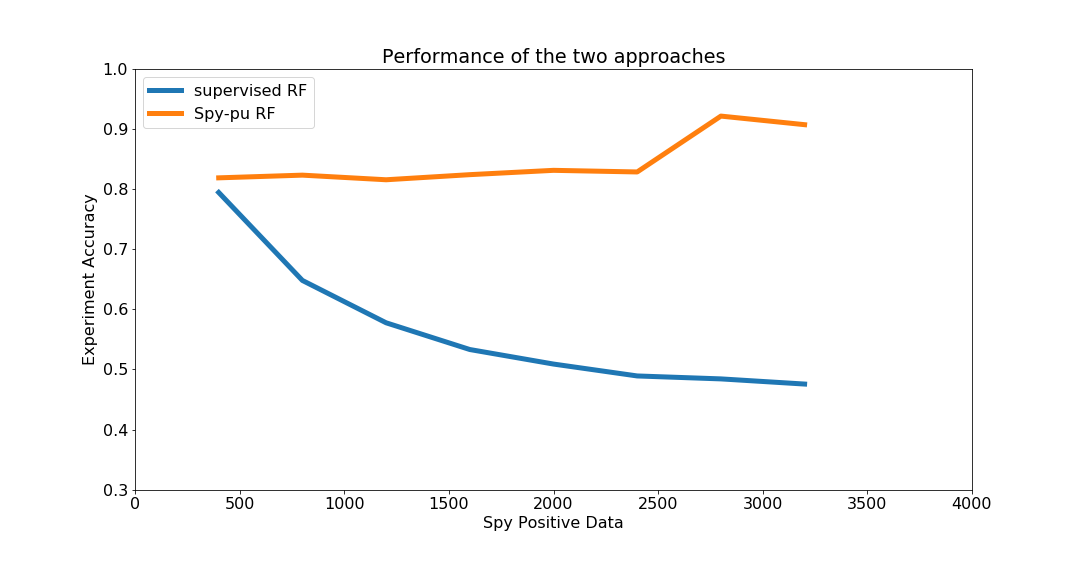 Performance of the two approaches
1.0
supervised RF
Spy-pu RF
0.9
0.8
0.7
0.6
0.5
0.4
0.3
Experiment Accuracy
0 500 1000 1500 2000 2500 3000 3500 4000
Spy Positive Data